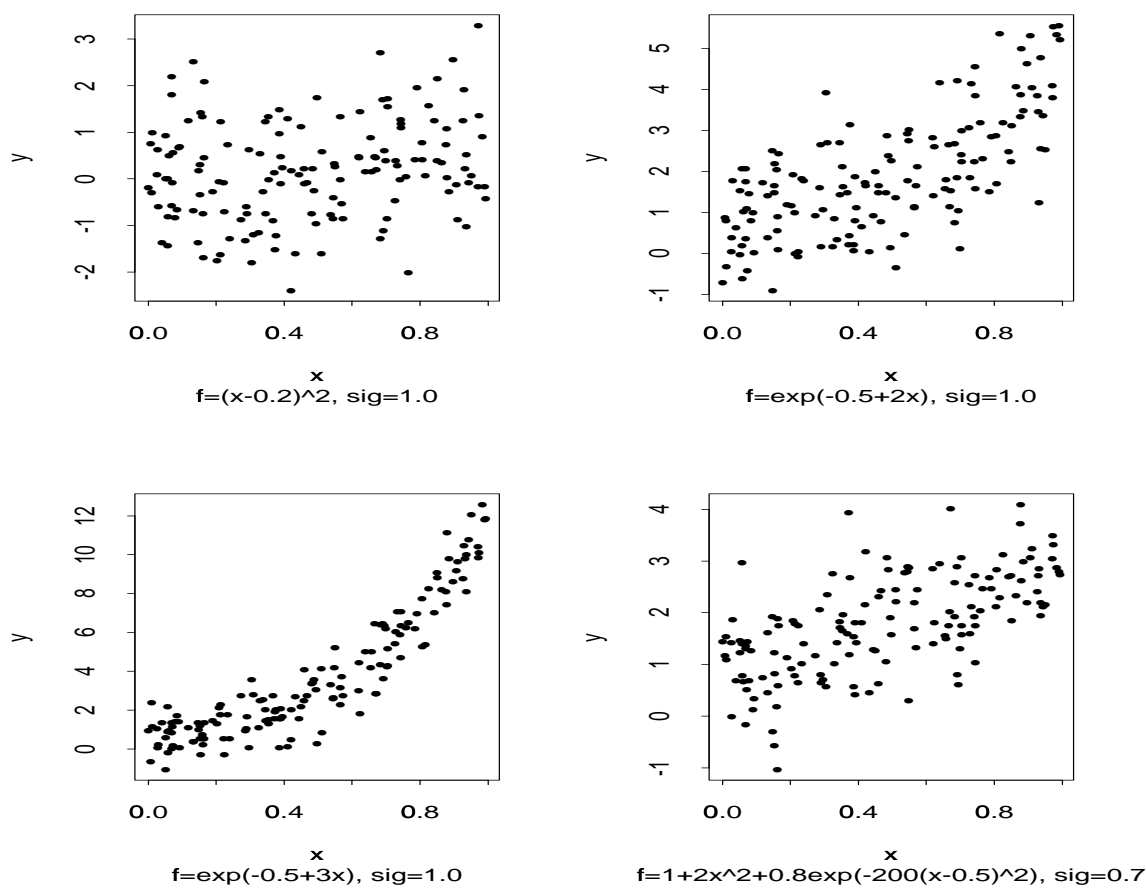 3
2
1
0
-1
-2
y
0.0 0.4 0.8
x
f=(x-0.2)^2, sig=1.0
5
4
3
2
1
0
-1
y
0.0 0.4 0.8
x
f=exp(-0.5+2x), sig=1.0
12
10
8
6
4
2
0
y
0.0 0.4 0.8
x
f=exp(-0.5+3x), sig=1.0
4
3
2
1
0
-1
y
0.0 0.4 0.8
x
f=1+2x^2+0.8exp(-200(x-0.5)^2), sig=0.7